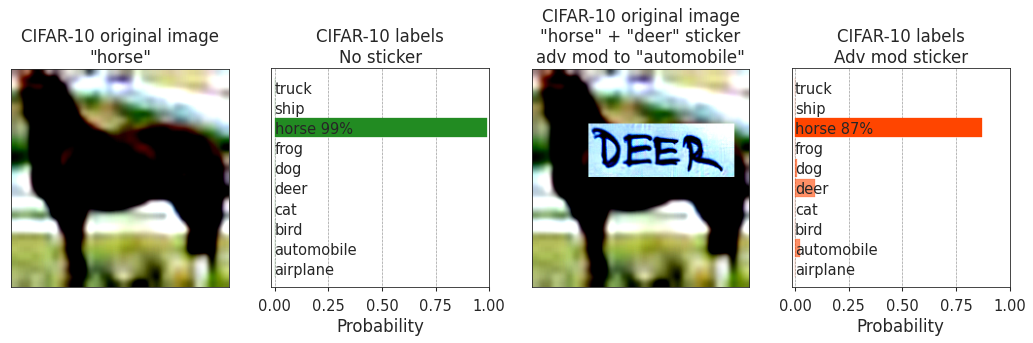 CIFAR-10 original image
"horse"
CIFAR-10 labels
No sticker
truck
ship
horse 99%
frog
dog
deer
cat
bird
automobile
airplane
0.00 0.25 0.50 0.75 1.00
Probability
CIFAR-10 original image
"horse" + "deer" sticker
adv mod to "automobile"
DEER
CIFAR-10 labels
Adv mod sticker
truck
ship
horse 87%
frog
dog
deer
cat
bird
automobile
airplane
0.00 0.25 0.50 0.75 1.00
Probability